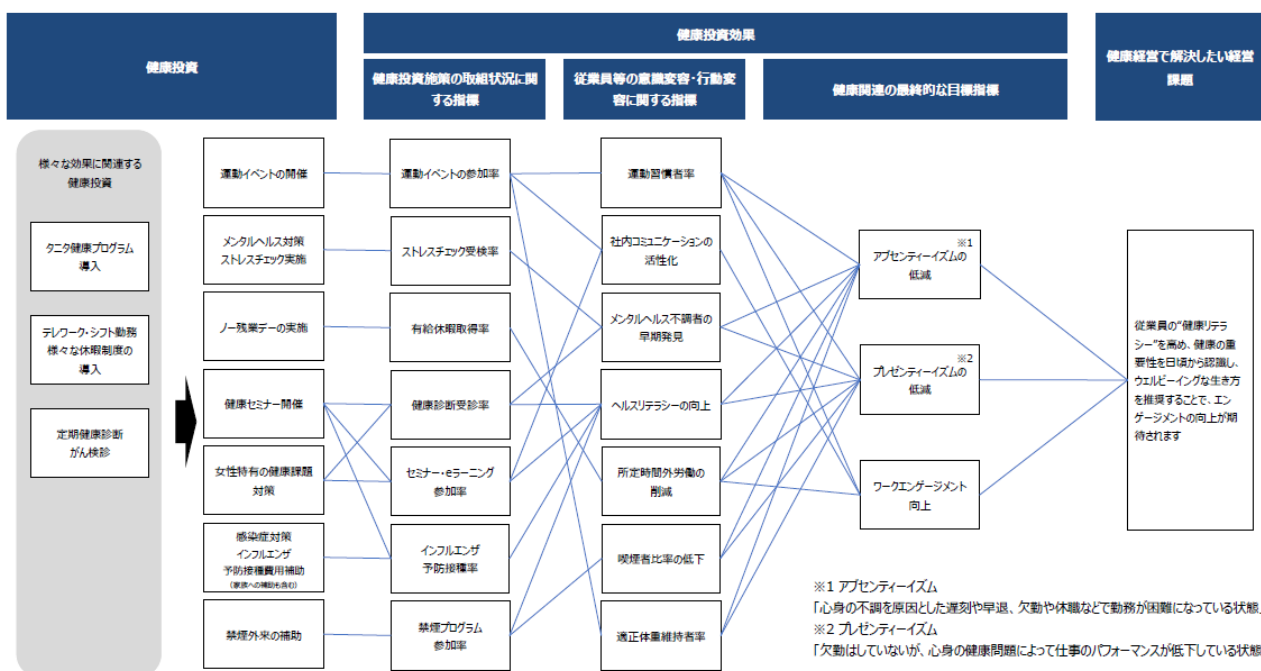 健康投資
健康投資効果
健康経営で解決したい経営
課題
健康投資施策の取組状況に関
する指標
従業員等の意識変容・行動変
容に関する指標
健康関連の最終的な目標指標
様々な効果に関連する
健康投資
タニタ健康プログラム
導入
テレワーク・シフト勤務
様々な休暇制度の
導入
定期健康診断
がん検診
運動イベントの開催
メンタルヘルス対策
ストレスチェック実施
ノー残業デーの実施
健康セミナー開催
女性特有の健康課題
対策
感染症対策
インフルエンザ
予防接種費用補助
（家族への補助も含む）
禁煙外来の補助
運動イベントの参加率
ストレスチェック受検率
有給休暇取得率
健康診断受診率
セミナー・eラーニング
参加率
インフルエンザ
予防接種率
禁煙プログラム
参加率
運動習慣者率
社内コミュニケーションの
活性化
メンタルヘルス不調者の
早期発見
ヘルスリテラシーの向上
所定時間外労働の
削減
喫煙者比率の低下
適正体重維持者率
※1
アブセンティーイズムの
低減
※2
プレゼンティーイズムの
低減
ワークエンゲージメント
向上
従業員の“健康リテラ
シー”を高め、健康の重
要性を日頃から認識し、
ウエルビーイングな生き方
を推奨することで、エン
ゲージメントの向上が期
待されます
※1 アブセンティーイズム
「心身の不調を原因とした遅刻や早退、欠勤や休職などで勤務が困難になっている状態」
※2 プレゼンティーイズム
「欠勤はしていないが、心身の健康問題によって仕事のパフォーマンスが低下している状態